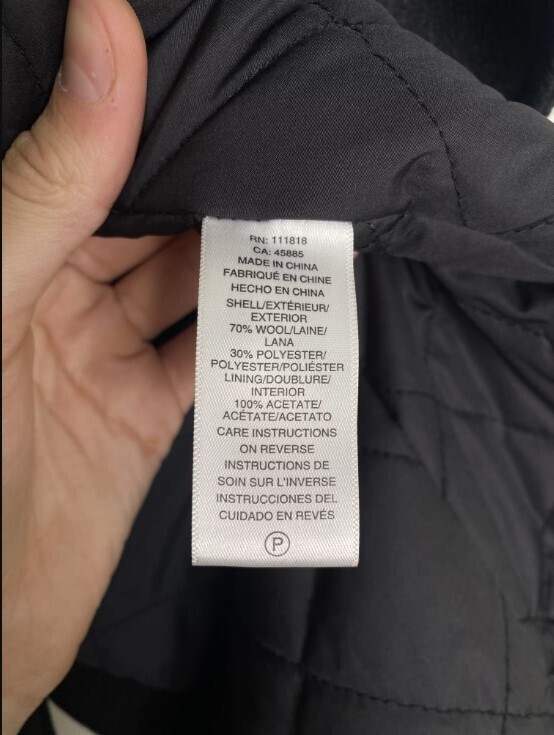 RN: 111818
CA: 45885
MADE IN CHINA
FABRIQUÉ EN CHINE
HECHO EN CHINA
SHELL/EXTÉRIEUR/
EXTERIOR
70% WOOL/LAINE/
LANA
30% POLYESTER/
POLYESTER/POLIÉSTER
LINING/DOUBLURE/
INTERIOR
100% ACETATE/
ACÉTATE/ACETATO
CARE INSTRUCTIONS
ON REVERSE
INSTRUCTIONS DE
SOIN SUR L'INVERSE
INSTRUCCIONES DEL
CUIDADO EN REVÉS
P